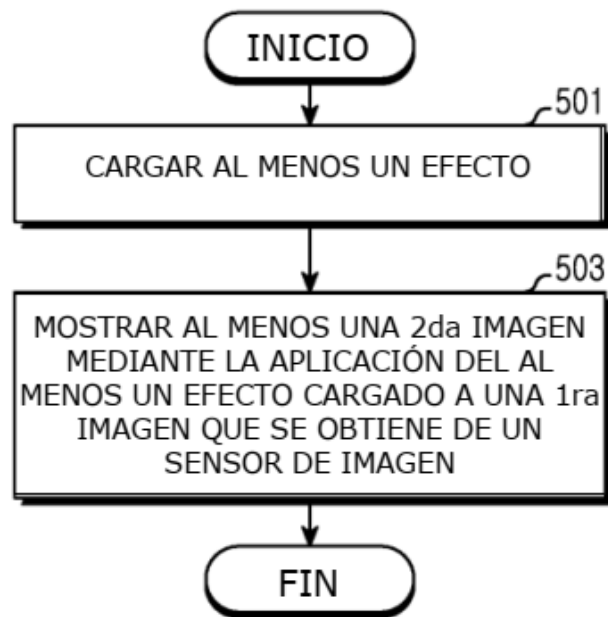 INICIO
501
CARGAR AL MENOS UN EFECTO
503
MOSTRAR AL MENOS UNA 2da IMAGEN
MEDIANTE LA APLICACIÓN DEL AL
MENOS UN EFECTO CARGADO A UNA 1ra
IMAGEN QUE SE OBTIENE DE UN
SENSOR DE IMAGEN
FIN